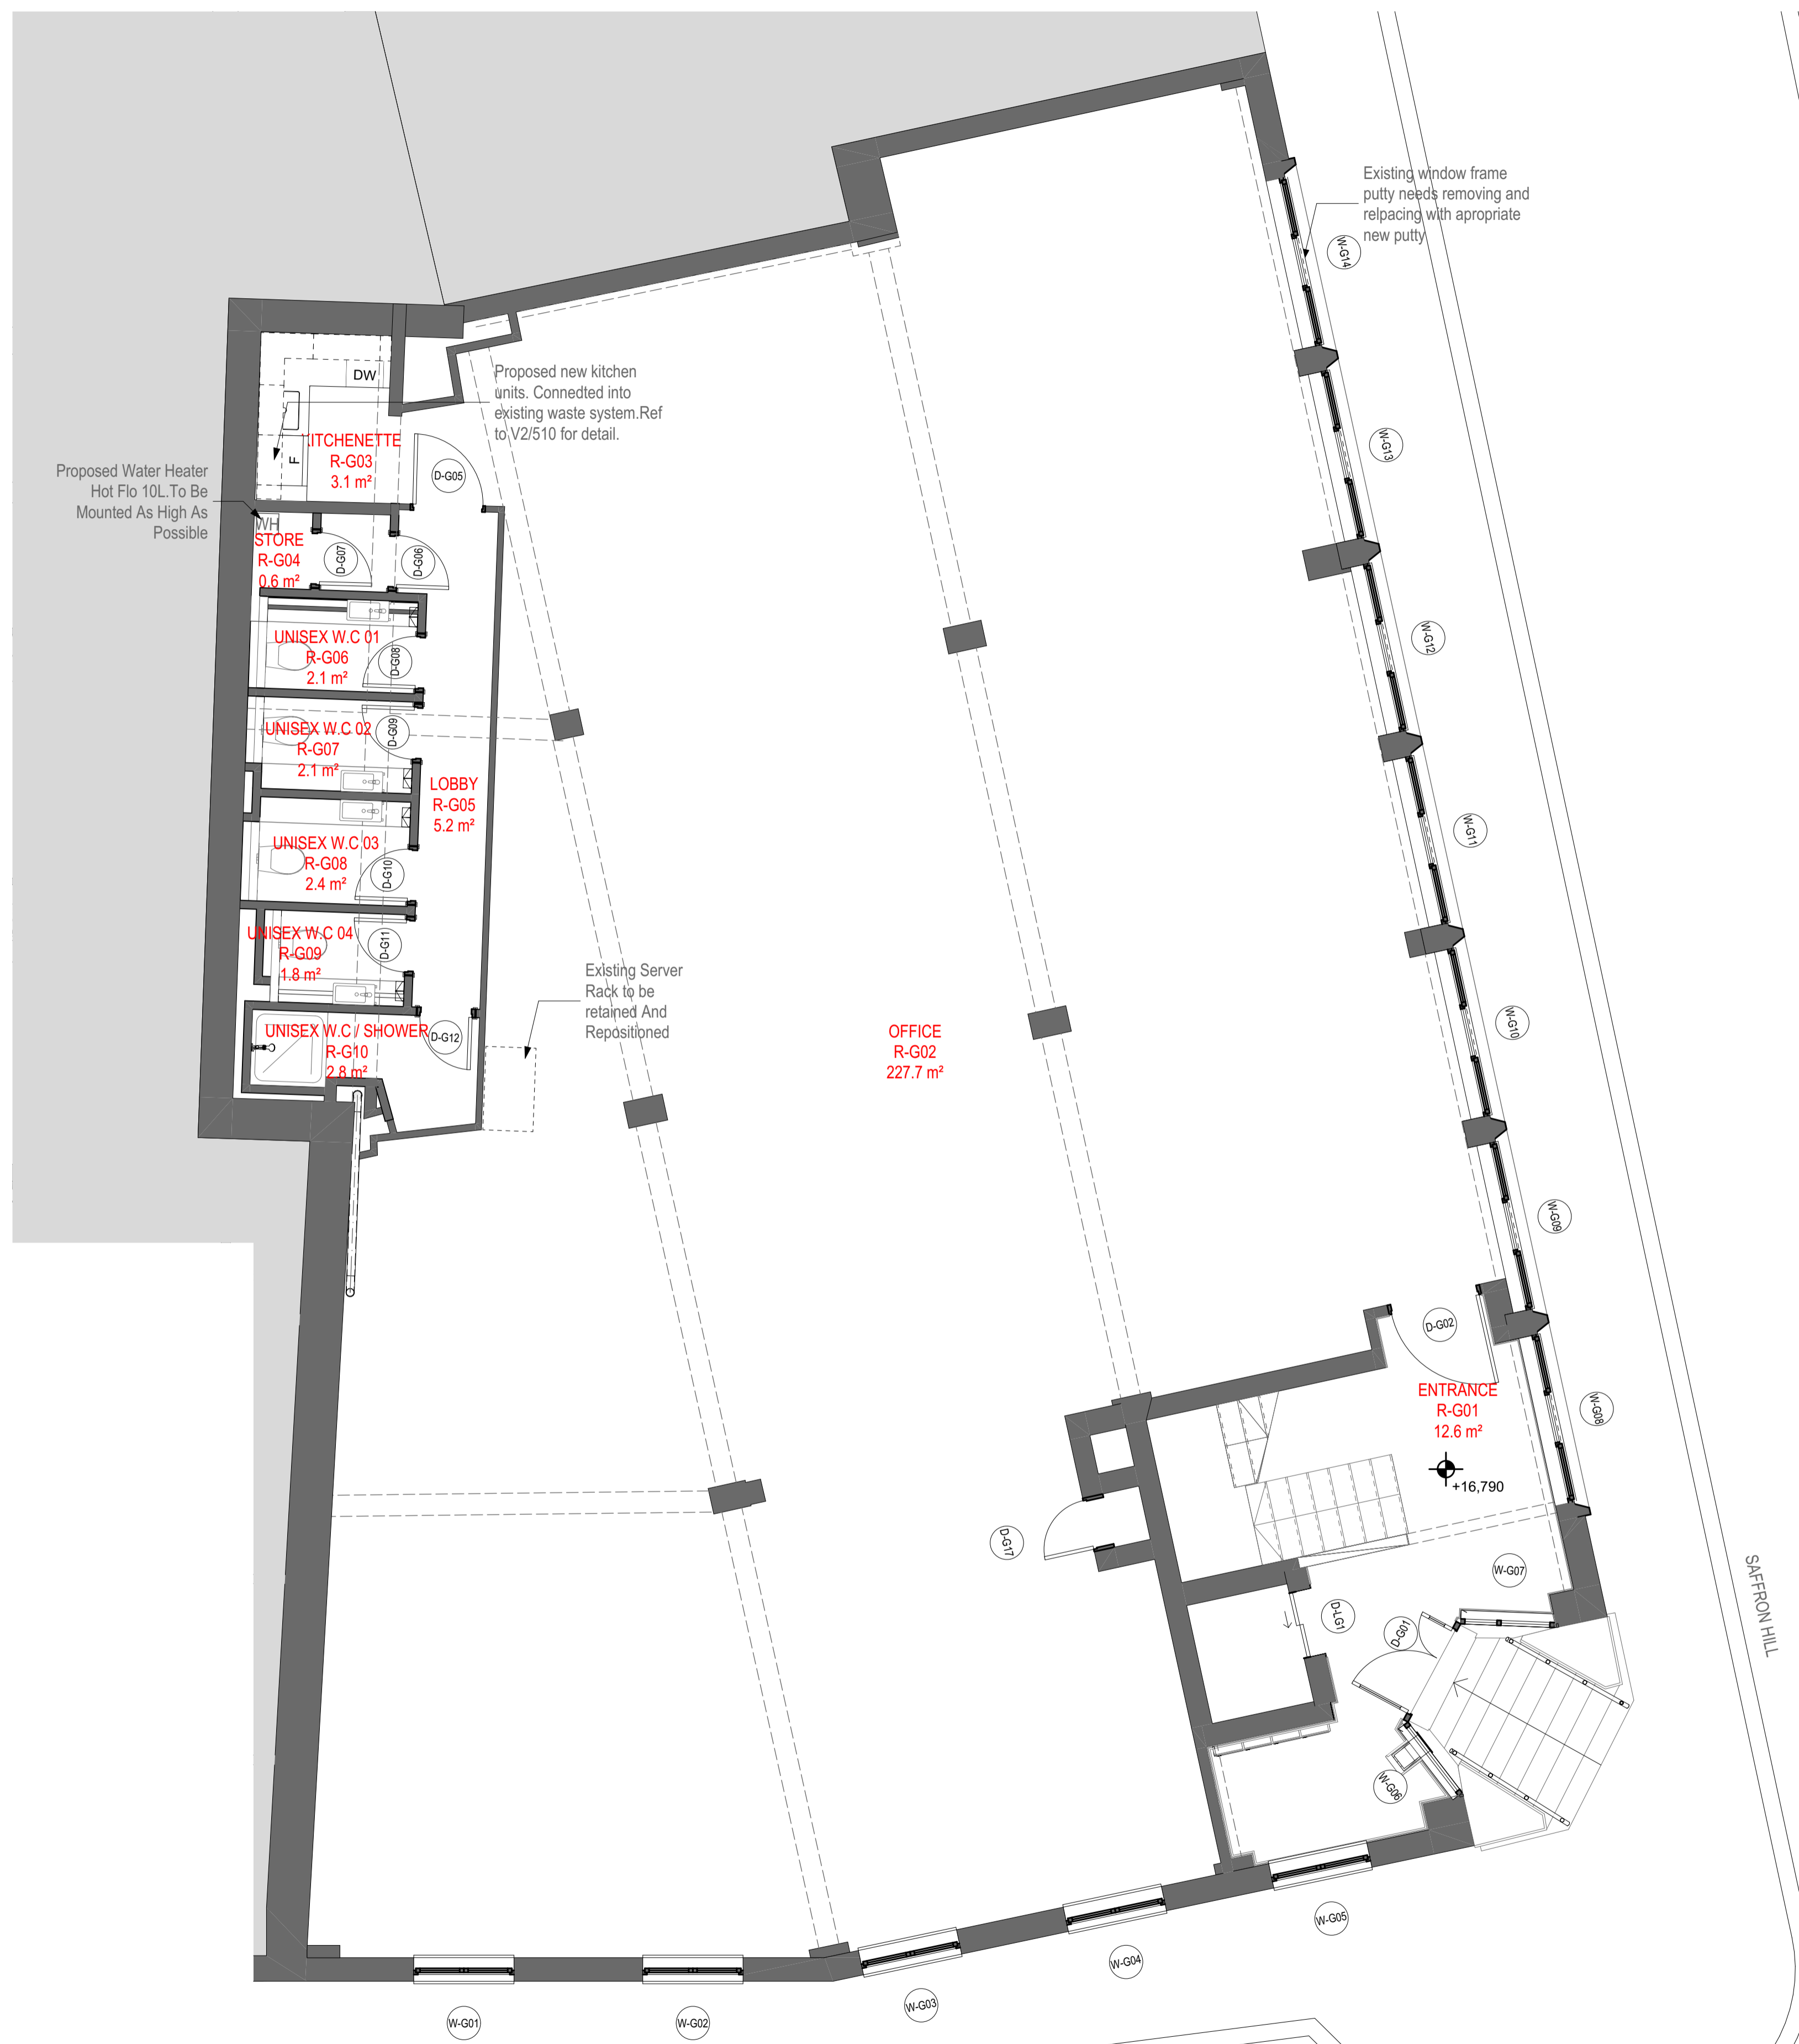 Existing window frame
putty needs removing and
relpacing with apropriate
new putty
W-G14
DW
Proposed new kitchen
units. Connedted into
existing waste system.Ref
to V2/510 for detail.
W-G13
KITCHENETTE
R-G03
3.1 m²
F
D-G05
Proposed Water Heater
Hot Flo 10L.To Be
Mounted As High As
Possible
WH
STORE
R-G04
0.6 m²
D-G07
D-G06
W-G12
UNISEX W.C 01
R-G06
2.1 m²
D-G08
UNISEX W.C 02
R-G07
2.1 m²
D-G09
LOBBY
R-G05
5.2 m²
W-G11
UNISEX W.C 03
R-G08
2.4 m²
D-G10
UNISEX W.C 04
R-G09
1.8 m²
D-G11
Existing Server
Rack to be
retained And
Repositioned
W-G10
UNISEX W.C / SHOWER
R-G10
2.8 m²
D-G12
OFFICE
R-G02
227.7 m²
W-G09
D-G02
ENTRANCE
R-G01
12.6 m²
W-G08
+16,790
D-G17
W-G07
D-LG1
D-G01
SAFFRON HILL
W-G06
W-G05
W-G04
W-G03
W-G01
W-G02